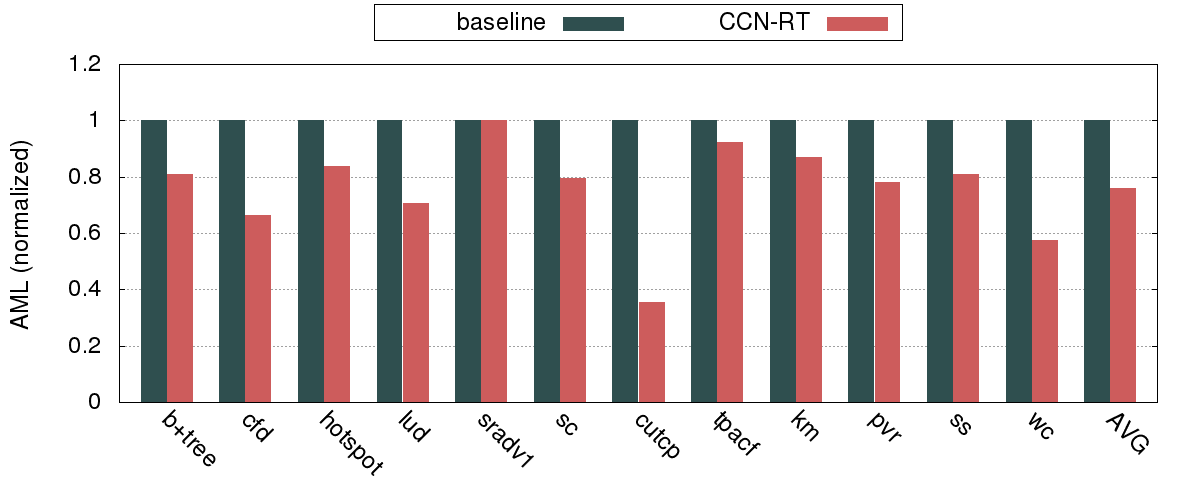 baseline CCN-RT
AML (normalized)
1.2
1
0.8
0.6
0.4
0.2
0
b+tree cfd hotspot lud sradv1 sc cutcp tpacf km pvr ss wc AVG